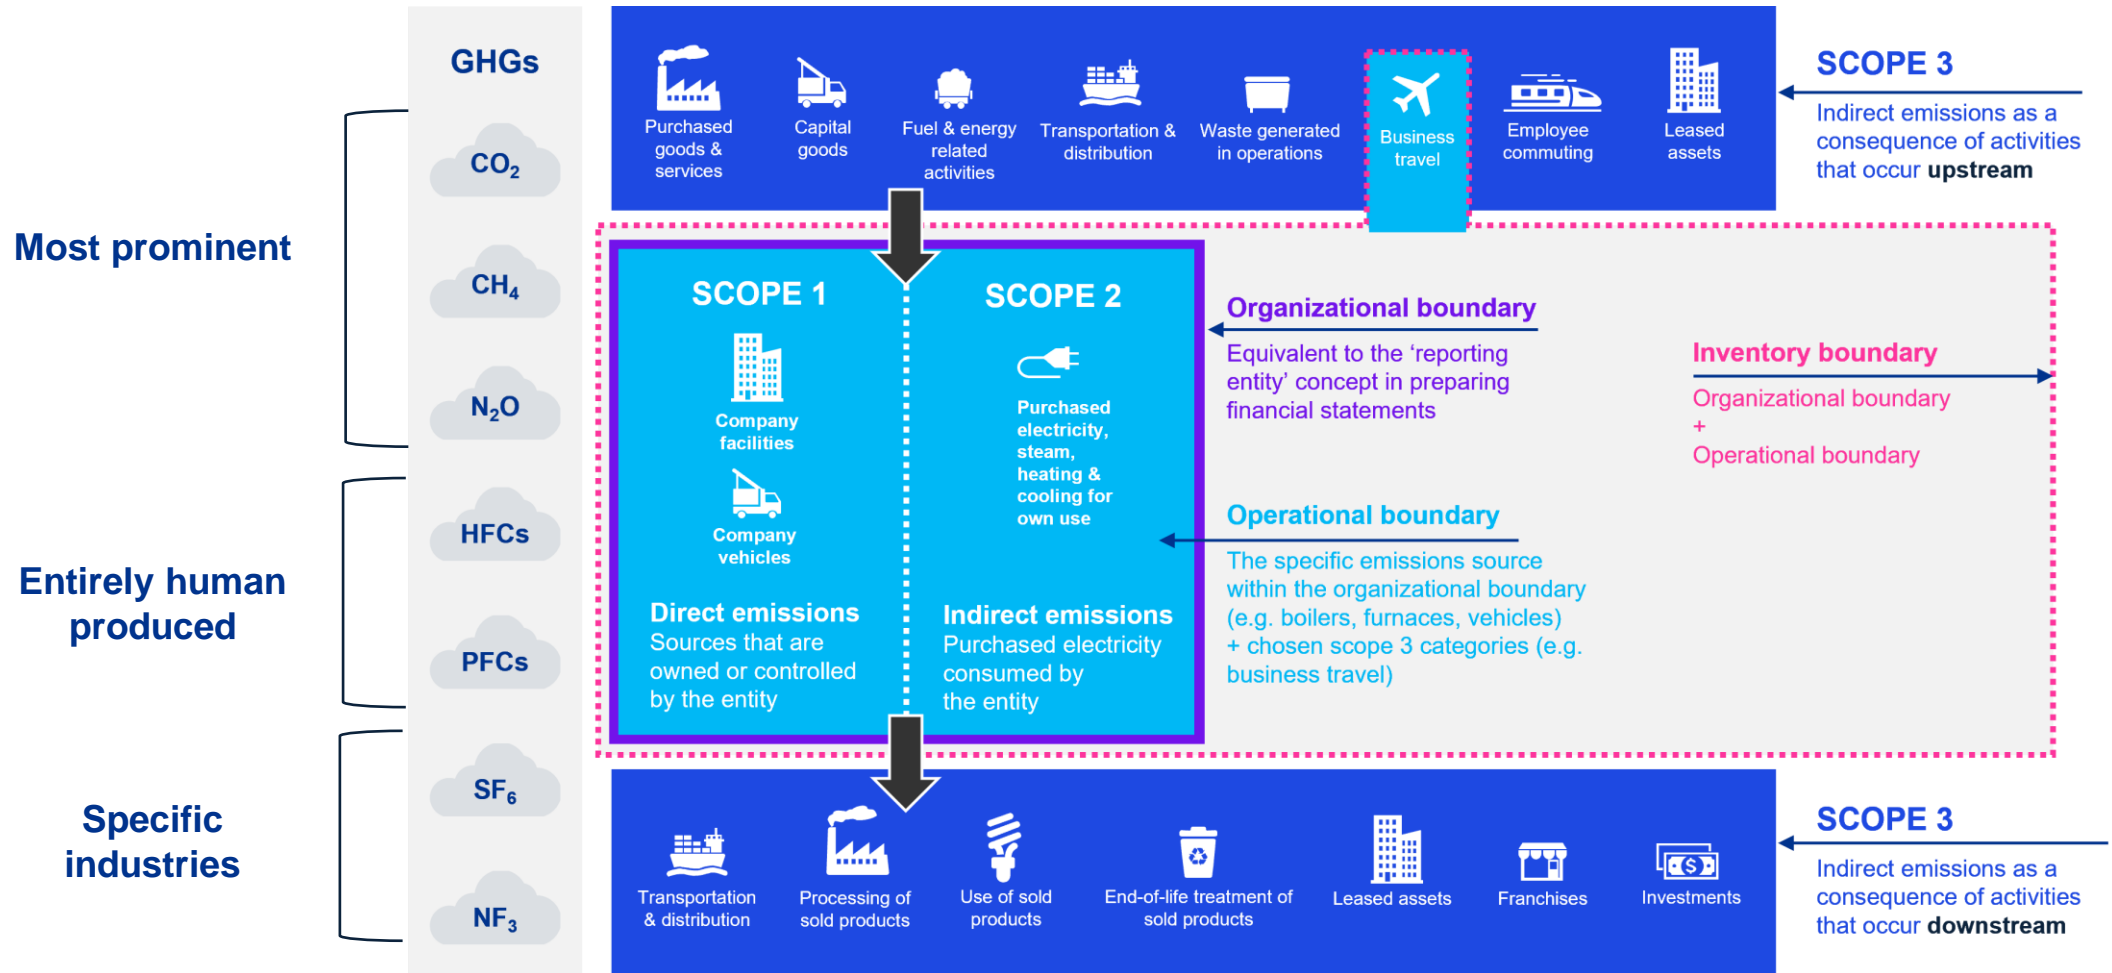 GHGs
Most prominent
CO₂
CH₄
N₂O
Entirely human
produced
HFCs
PFCs
Specific
industries
SF₆
NF₃
Purchased
goods &
services
Capital
goods
Fuel & energy
related
activities
Transportation &
distribution
Waste generated
in operations
Business
travel
Employee
commuting
Leased
assets
SCOPE 3
Indirect emissions as a
consequence of activities
that occur upstream
SCOPE 1
Company
facilities
Company
vehicles
Direct emissions
Sources that are
owned or controlled
by the entity
SCOPE 2
Purchased
electricity,
steam,
heating &
cooling for
own use
Indirect emissions
Purchased electricity
consumed by
the entity
Organizational boundary
Equivalent to the ‘reporting
entity’ concept in preparing
financial statements
Operational boundary
The specific emissions source
within the organizational boundary
(e.g. boilers, furnaces, vehicles)
+ chosen scope 3 categories (e.g.
business travel)
Inventory boundary
Organizational boundary
+
Operational boundary
Transportation
& distribution
Processing of
sold products
Use of sold
products
End-of-life treatment of
sold products
Leased assets
Franchises
$
Investments
SCOPE 3
Indirect emissions as a
consequence of activities
that occur downstream